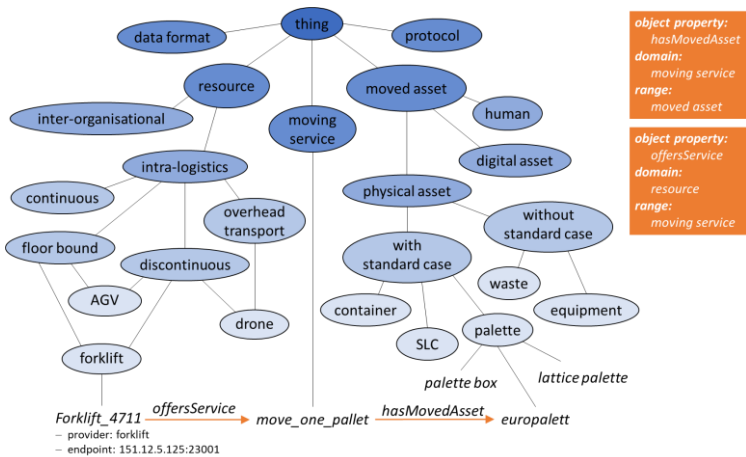 thing
data format
protocol
resource
moved asset
inter-organisational
moving
service
human
digital asset
intra-logistics
physical asset
continuous
overhead
transport
without
standard case
floor bound
discontinuous
with
standard case
waste
AGV
drone
container
SLC
palette
equipment
forklift
palette box
lattice palette
Forklift_4711
offersService
move_one_pallet
hasMovedAsset
europalett
– provider: forklift
– endpoint: 151.12.5.125:23001
object property:
hasMovedAsset
domain:
moving service
range:
moved asset
object property:
offersService
domain:
resource
range:
moving service